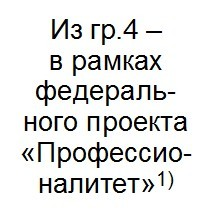 Из гр.4 –
в рамках
федераль-
ного проекта
«Профессио-
налитет»1)